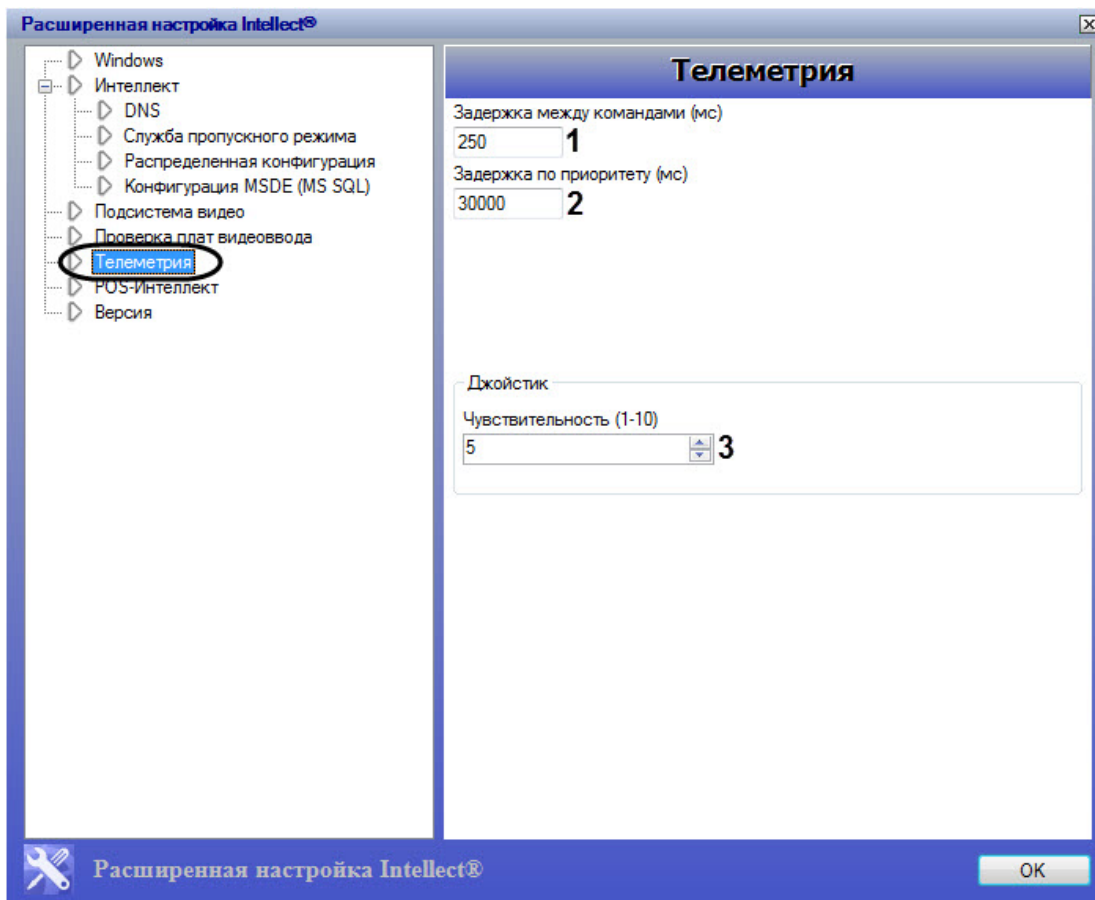 Расширенная настройка Intellect®
Windows
Интеллект
DNS
Служба пропускного режима
Распределенная конфигурация
Конфигурация MSDE (MS SQL)
Подсистема видео
Проверка плат видеоввода
Телеметрия
POS-Интеллект
Версия
Телеметрия
Задержка между командами (мс)
250 1
Задержка по приоритету (мс)
30000 2
Джойстик
Чувствительность (1-10)
5 3
Расширенная настройка Intellect®
OK